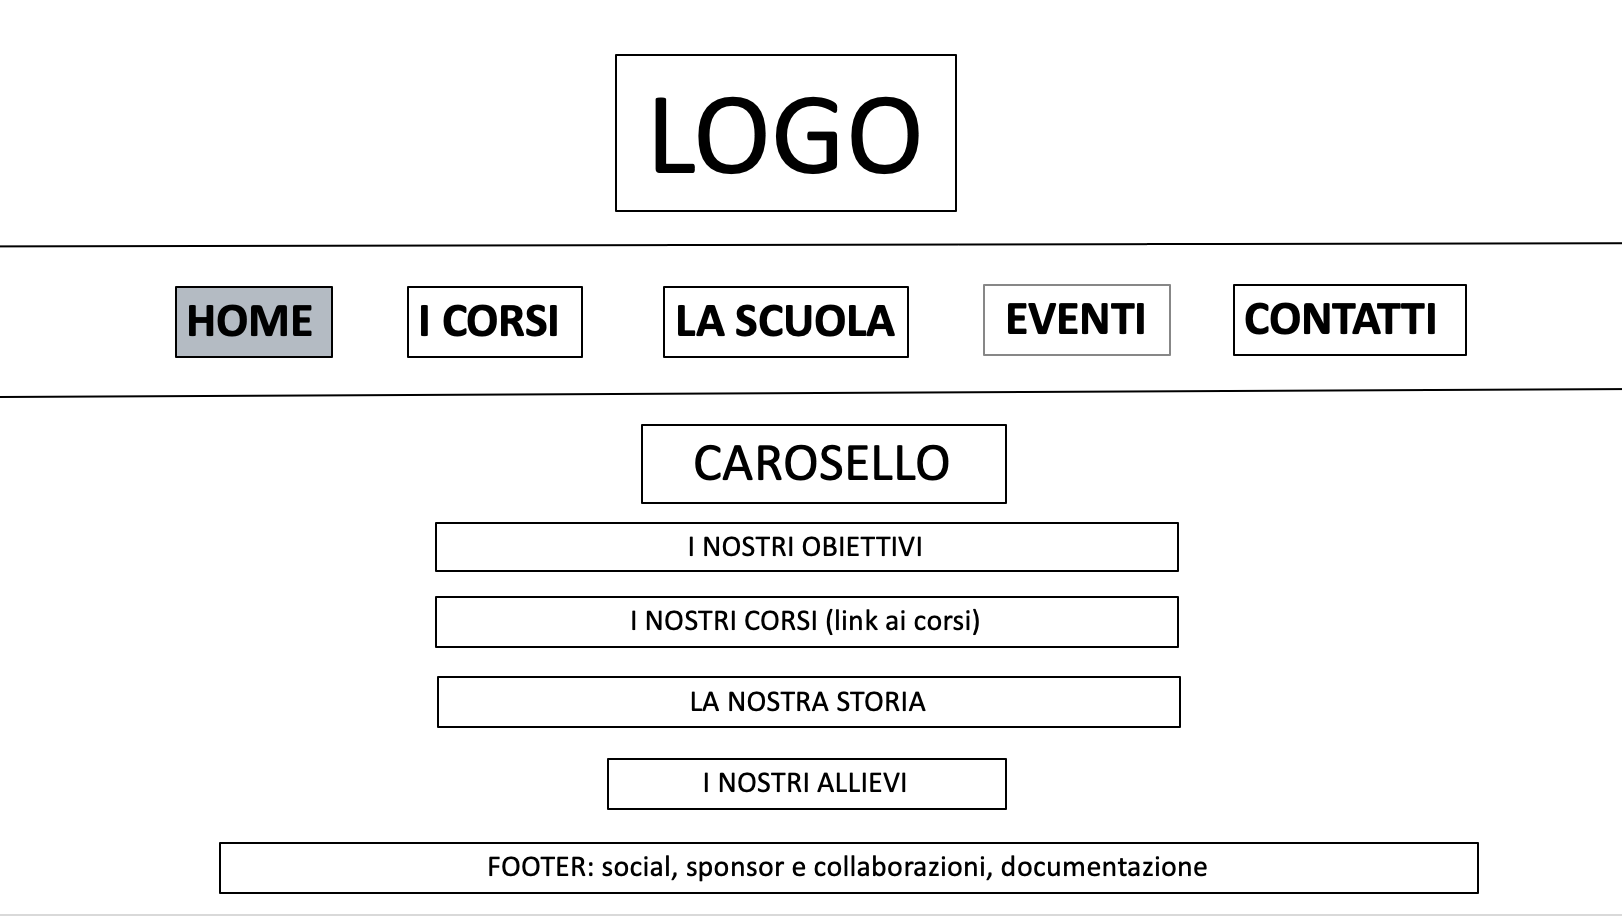 LOGO
HOME
I CORSI
LA SCUOLA
EVENTI
CONTATTI
CAROSELLO
I NOSTRI OBIETTIVI
I NOSTRI CORSI (link ai corsi)
LA NOSTRA STORIA
I NOSTRI ALLIEVI
FOOTER: social, sponsor e collaborazioni, documentazione